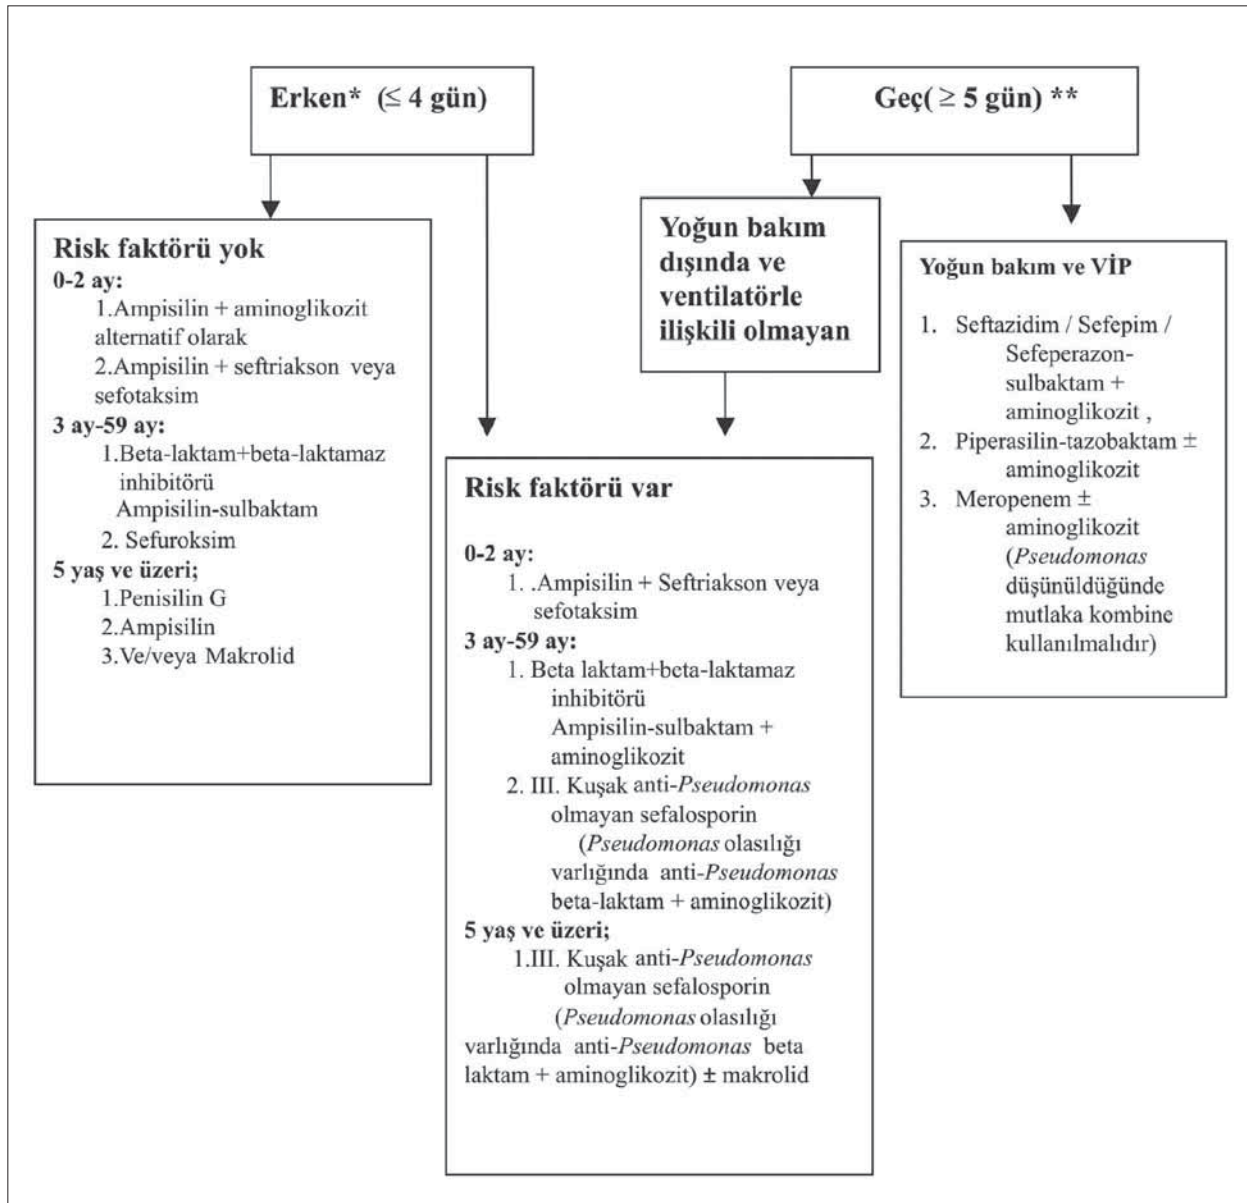 Erken* (≤ 4 gün)
Geç( ≥ 5 gün) **
Risk faktörü yok
0-2 ay:
1.Ampisilin + aminoglikozit
alternatif olarak
2.Ampisilin + seftriakson veya
sefotaksim
3 ay-59 ay:
1.Beta-laktam+beta-laktamaz
inhibitörü
Ampisilin-sulbaktam
2. Sefuroksim
5 yaş ve üzeri;
1.Penisilin G
2.Ampisilin
3.Ve/veya Makrolid
Yoğun bakım
dışında ve
ventilatörle
ilişkili olmayan
Risk faktörü var
0-2 ay:
1. .Ampisilin + Seftriakson veya
sefotaksim
3 ay-59 ay:
1. Beta laktam+beta-laktamaz
inhibitörü
Ampisilin-sulbaktam +
aminoglikozit
2. III. Kuşak anti-Pseudomonas
olmayan sefalosporin
(Pseudomonas olasılığı
varlığında anti-Pseudomonas
beta-laktam + aminoglikozit)
5 yaş ve üzeri;
1.III. Kuşak anti-Pseudomonas
olmayan sefalosporin
(Pseudomonas olasılığı
varlığında anti-Pseudomonas beta
laktam + aminoglikozit) ± makrolid
Yoğun bakım ve VİP
1. Seftazidim / Sefepim /
Sefeperazon-
sulbaktam +
aminoglikozit ,
2. Piperasilin-tazobaktam ±
aminoglikozit
3. Meropenem ±
aminoglikozit
(Pseudomonas
düşünüldüğünde
mutlaka kombine
kullanılmalıdır)